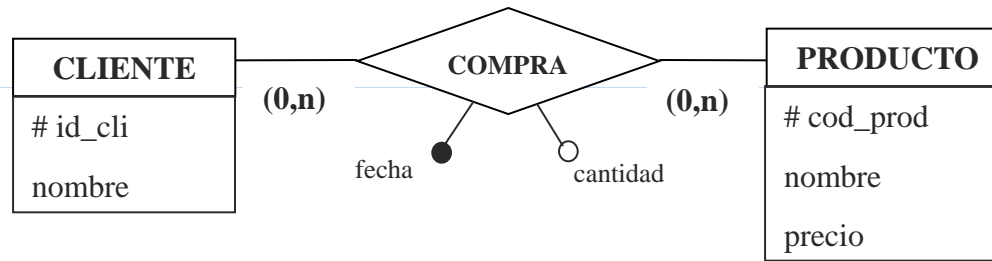 CLIENTE
# id_cli
nombre
(0,n)
COMPRA
fecha
cantidad
(0,n)
PRODUCTO
# cod_prod
nombre
precio